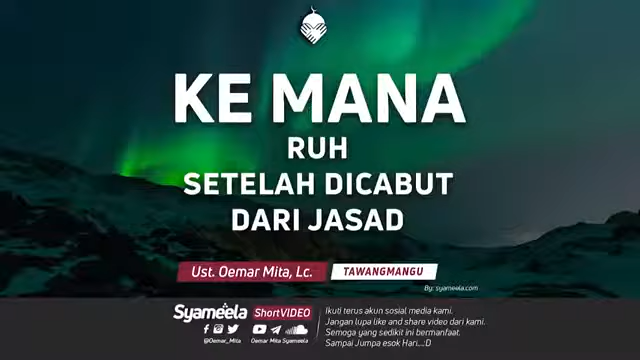 KE MANA
RUH
SETELAH DICABUT
DARI JASAD
Ust. Oemar Mita, Lc. TAWANGMANGU
By: syameela.com
Syameela ShortVIDEO
@Oemar_Mita Oemar Mita Syameela
Ikuti terus akun sosial media kami.
Jangan lupa like and share video dari kami.
Semoga yang sedikit ini bermanfaat.
Sampai Jumpa esok Hari...:D